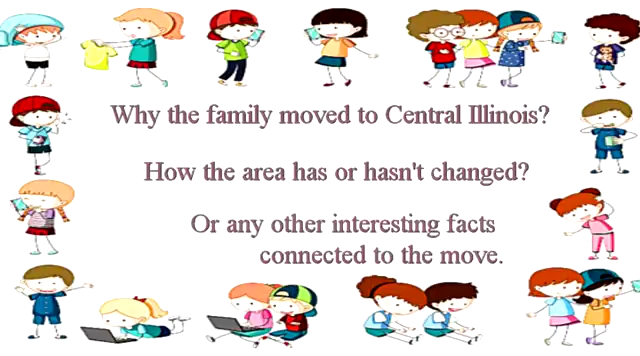 Why the family moved to Central Illinois?
How the area has or hasn't changed?
Or any other interesting facts
connected to the move.